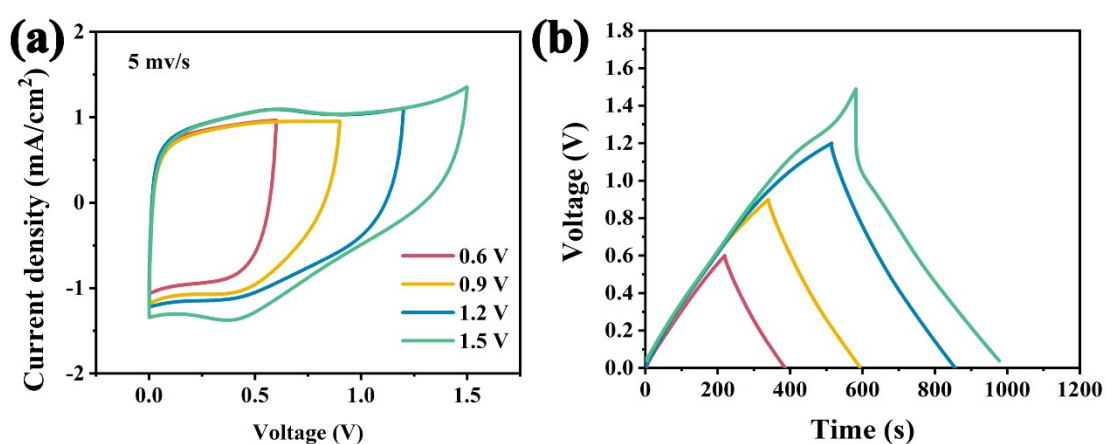 (a)
5 mv/s
Current density (mA/cm²)
2
1
0
-1
-2
0.0 0.5 1.0 1.5
Voltage (V)
0.6 V
0.9 V
1.2 V
1.5 V
(b)
Voltage (V)
1.8
1.6
1.4
1.2
1.0
0.8
0.6
0.4
0.2
0.0
0 200 400 600 800 1000 1200
Time (s)